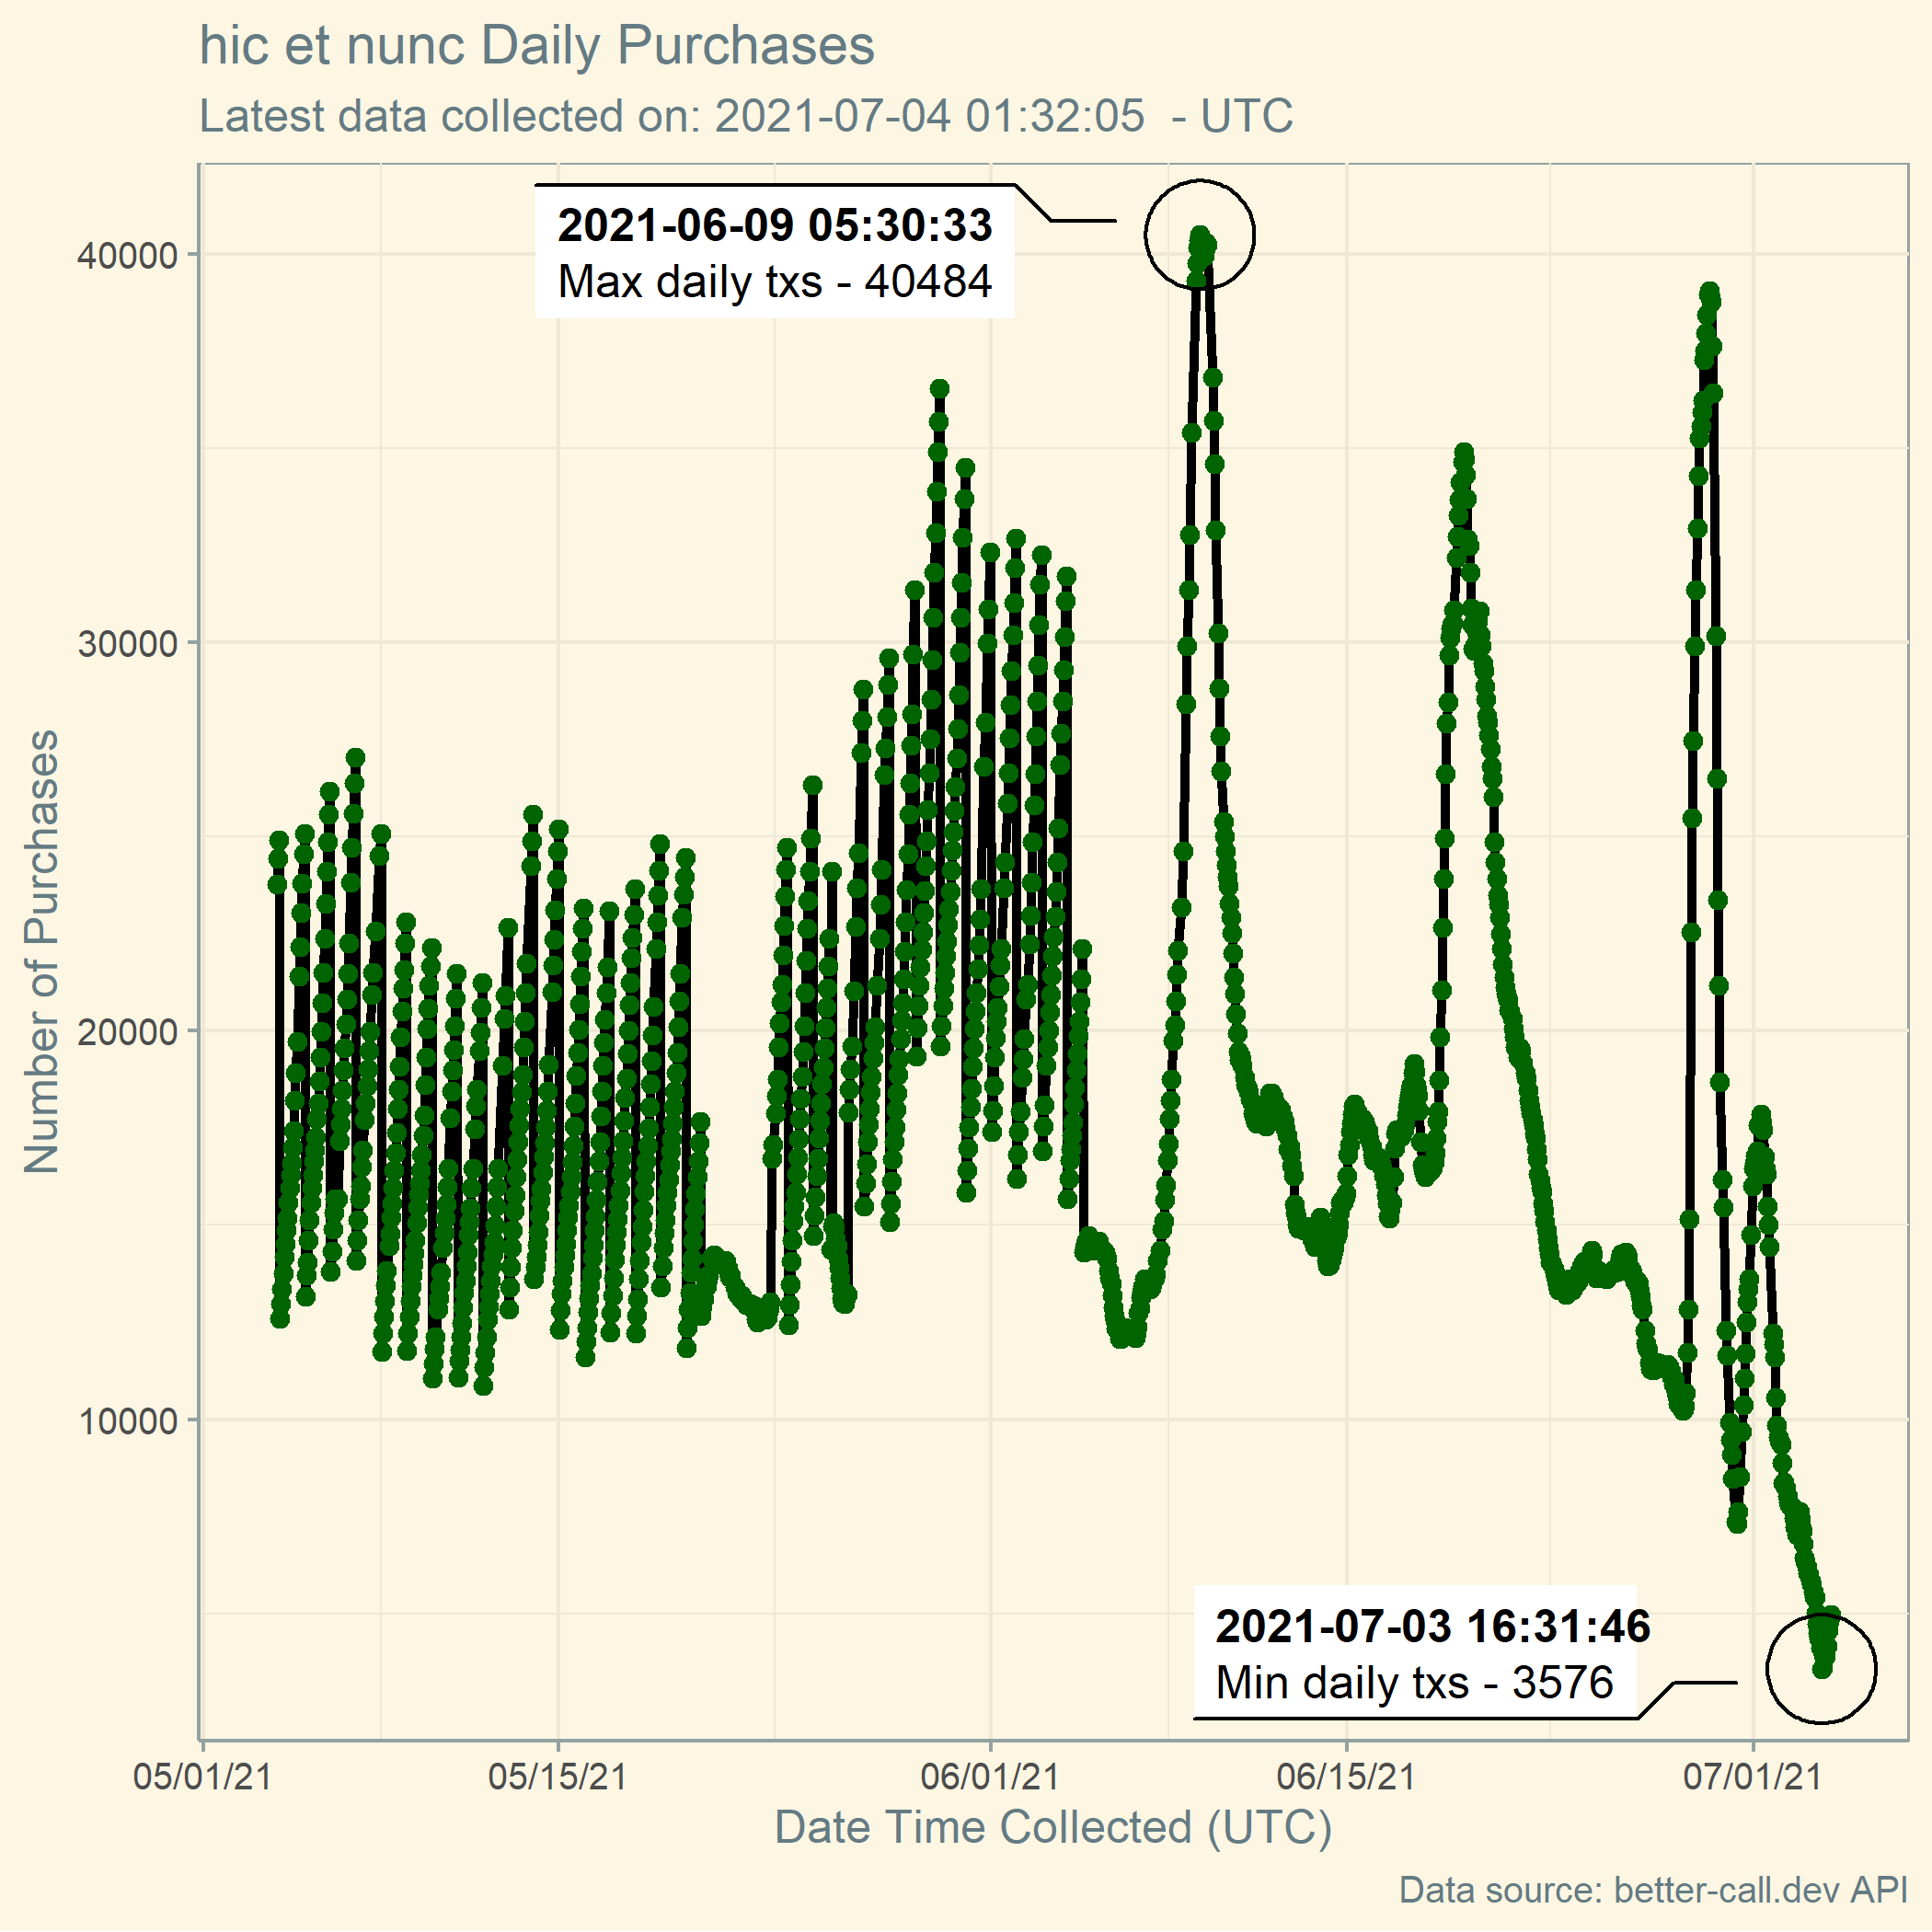 hic et nunc Daily Purchases
Latest data collected on: 2021-07-04 01:32:05  - UTC
2021-06-09 05:30:33
Max daily txs - 40484
40000
30000
20000
10000
Number of Purchases
2021-07-03 16:31:46
Min daily txs - 3576
05/01/21
05/15/21
06/01/21
06/15/21
07/01/21
Date Time Collected (UTC)
Data source: better-call.dev API